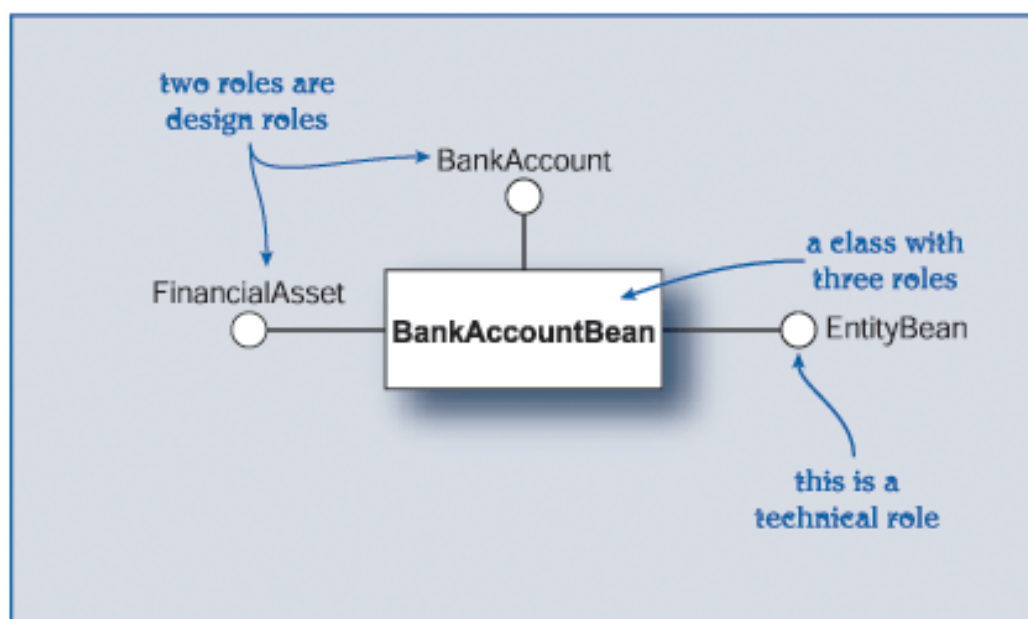 two roles are
design roles
BankAccount
a class with
three roles
FinancialAsset
BankAccountBean
EntityBean
this is a
technical role